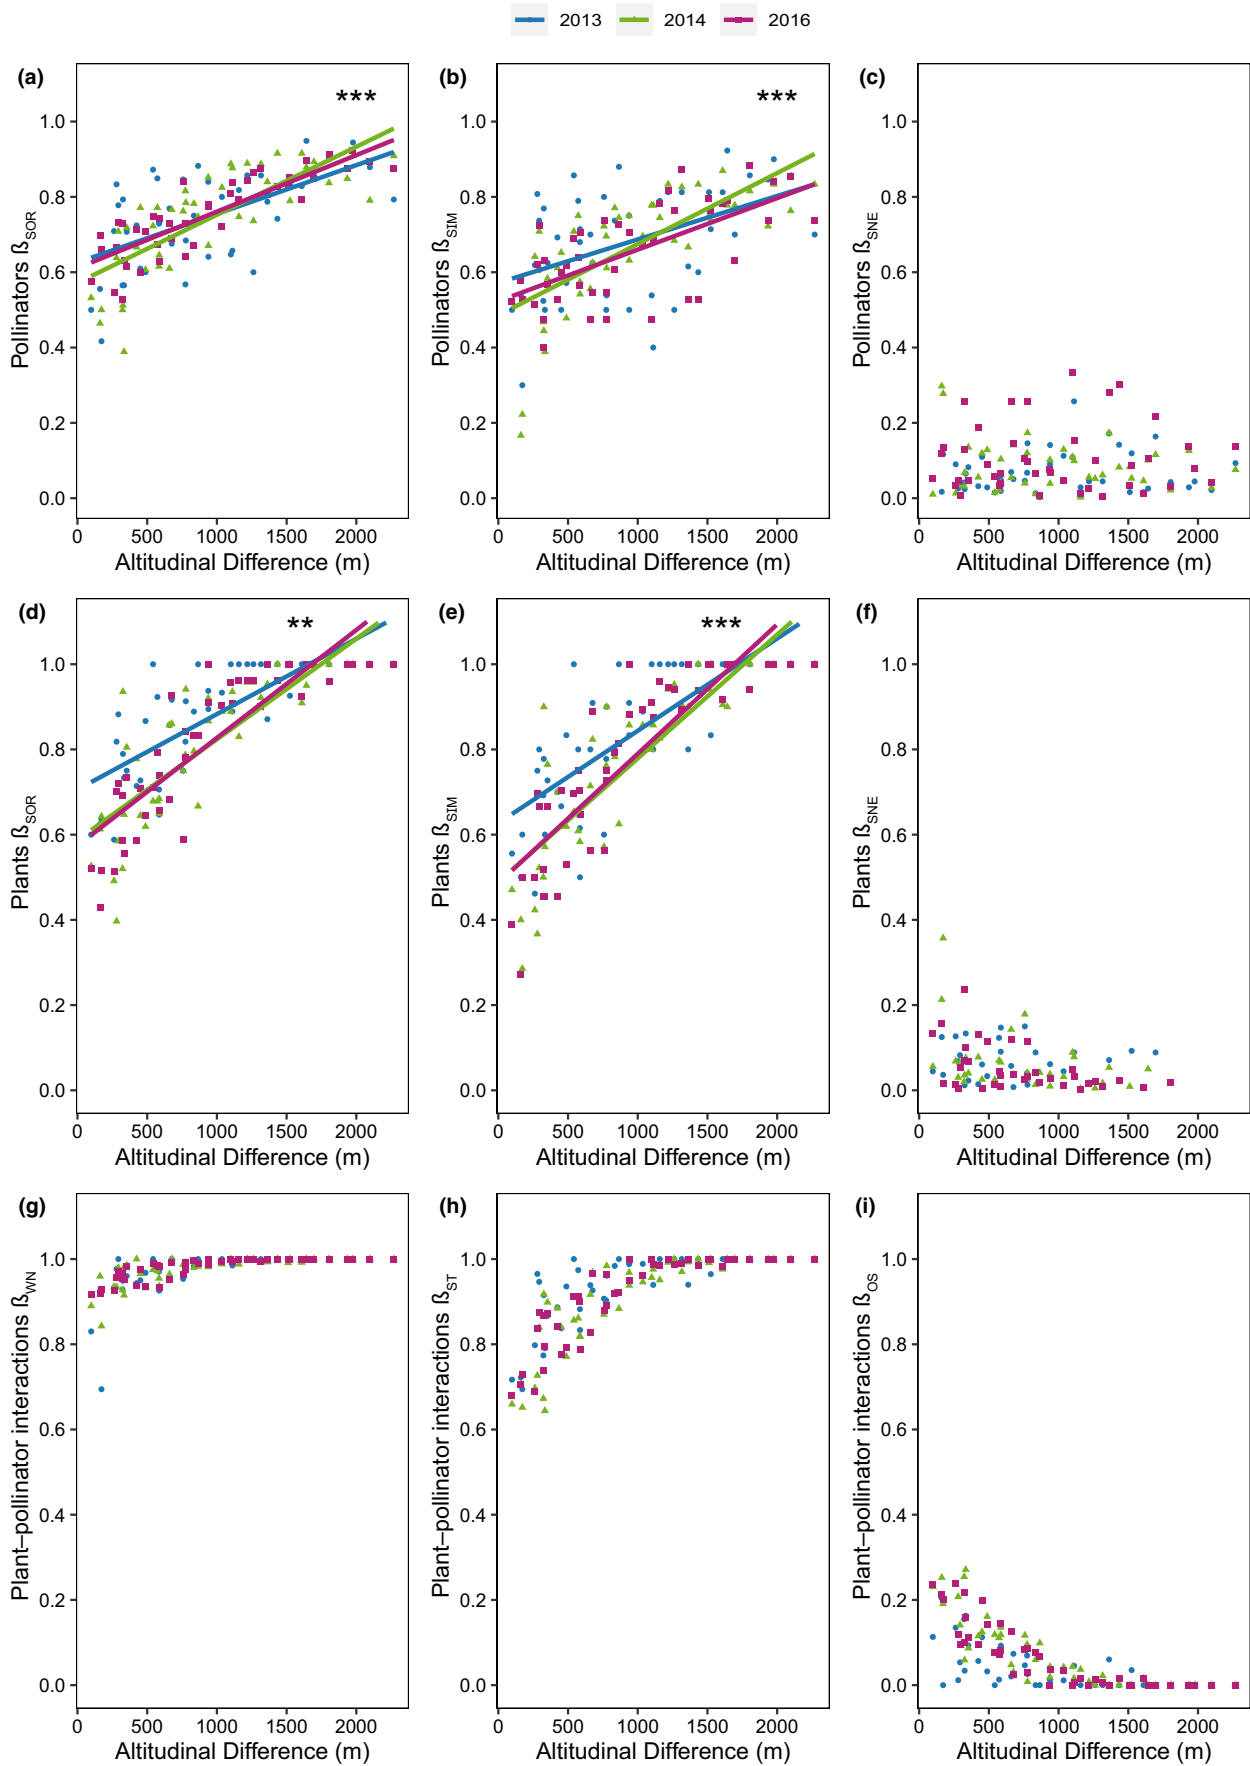 2013 2014 2016
(a) *** (b) *** (c)
1.0 1.0 1.0
0.8 0.8 0.8
0.6 0.6 0.6
0.4 0.4 0.4
0.2 0.2 0.2
0.0 0.0 0.0
Pollinators ßSOR Pollinators ßSIM Pollinators ßSNE
0 500 1000 1500 2000 0 500 1000 1500 2000 0 500 1000 1500 2000
Altitudinal Difference (m) Altitudinal Difference (m) Altitudinal Difference (m)
(d) ** (e) *** (f)
1.0 1.0 1.0
0.8 0.8 0.8
0.6 0.6 0.6
0.4 0.4 0.4
0.2 0.2 0.2
0.0 0.0 0.0
Plants ßSOR Plants ßSIM Plants ßSNE
0 500 1000 1500 2000 0 500 1000 1500 2000 0 500 1000 1500 2000
Altitudinal Difference (m) Altitudinal Difference (m) Altitudinal Difference (m)
(g) (h) (i)
1.0 1.0 1.0
0.8 0.8 0.8
0.6 0.6 0.6
0.4 0.4 0.4
0.2 0.2 0.2
0.0 0.0 0.0
Plant–pollinator interactions ßWN Plant–pollinator interactions ßST Plant–pollinator interactions ßOS
0 500 1000 1500 2000 0 500 1000 1500 2000 0 500 1000 1500 2000
Altitudinal Difference (m) Altitudinal Difference (m) Altitudinal Difference (m)